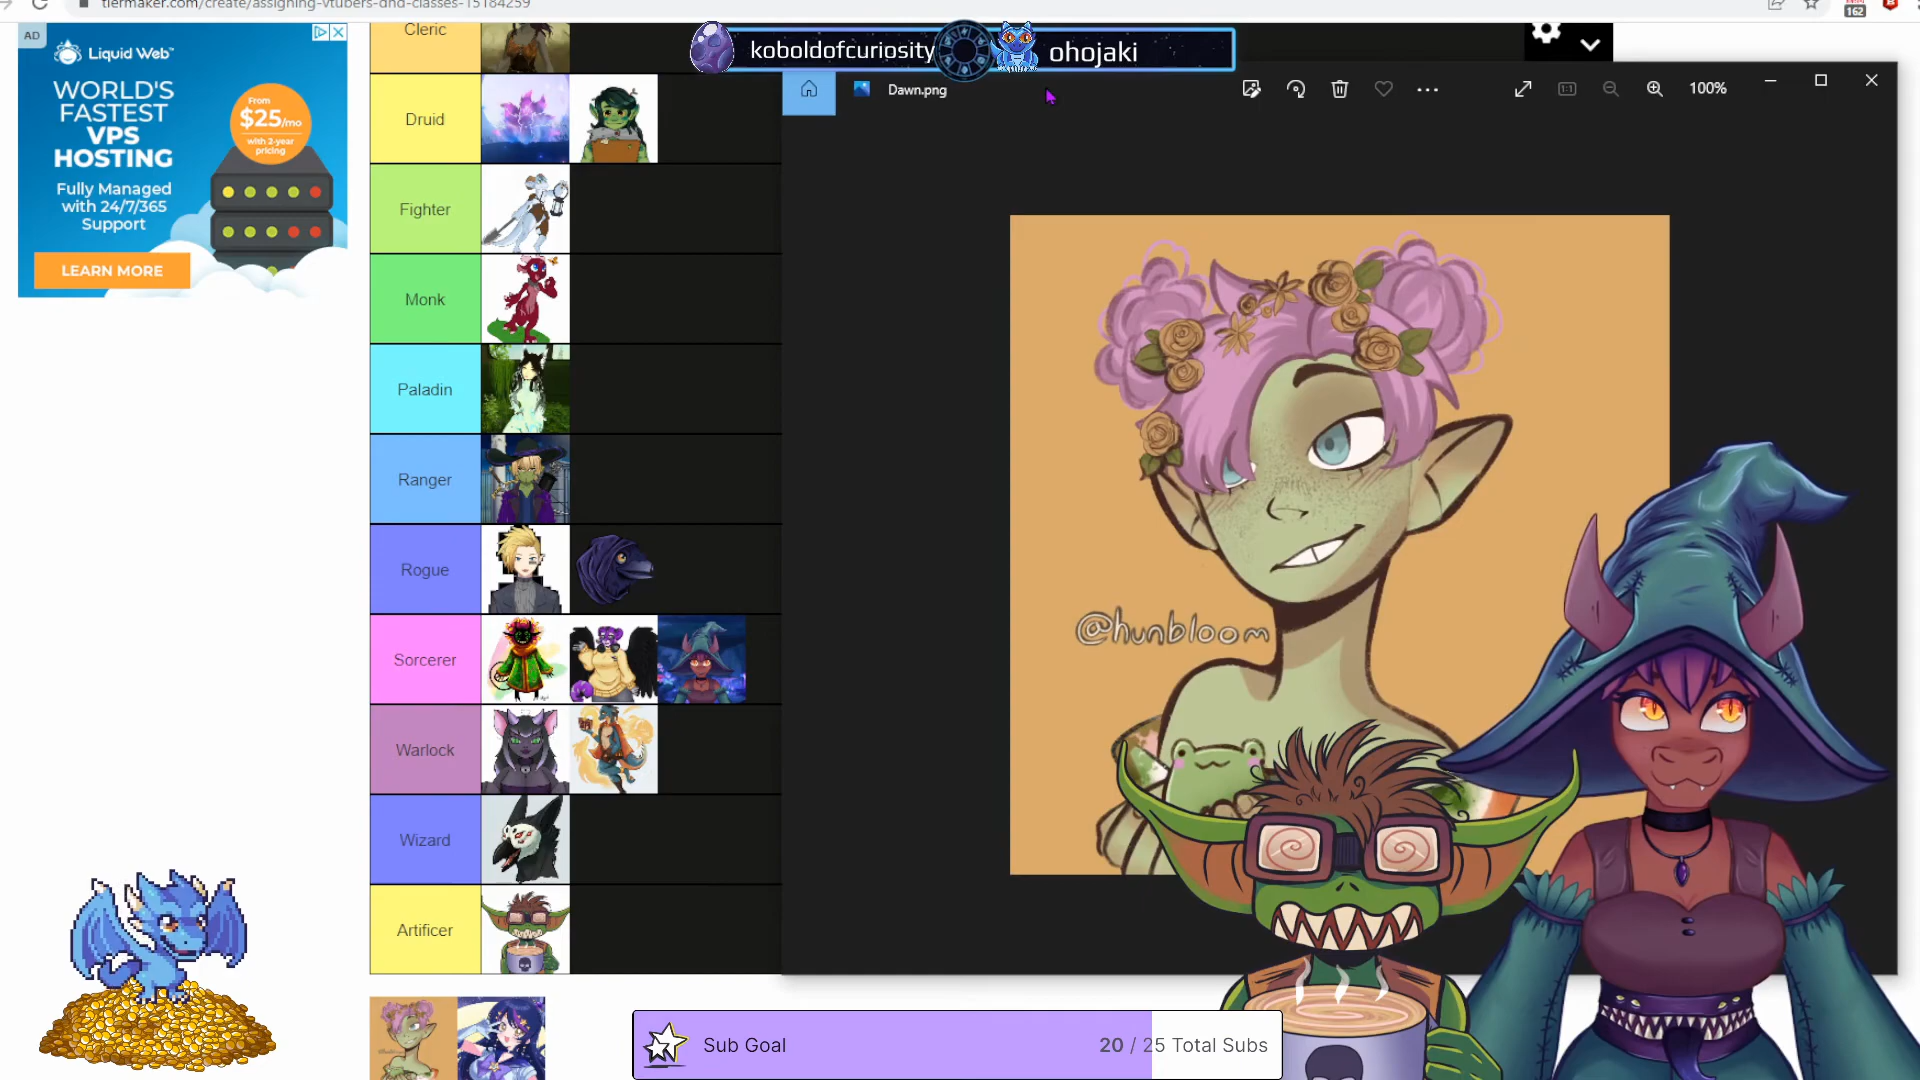 tiermaker.com/create/assigning-vtubers-dnd-classes-15184259
162
AD
Liquid Web™
WORLD'S
FASTEST
VPS
HOSTING
From
$25/mo
with 2-year
pricing
Fully Managed
with 24/7/365
Support
LEARN MORE
koboldofcuriosity
ohojaki
Dawn.png
100%
Cleric
Druid
Fighter
Monk
Paladin
Ranger
Rogue
Sorcerer
Warlock
Wizard
Artificer
@hunbloom
Sub Goal
20 / 25 Total Subs